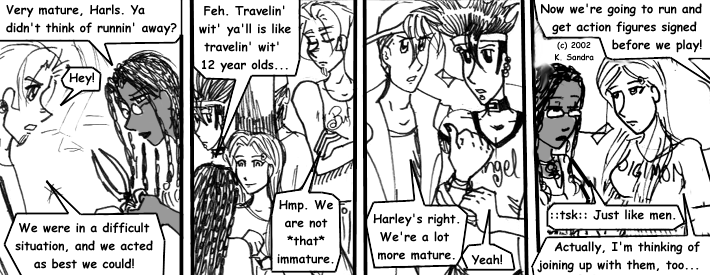 Very mature, Harls. Ya
didn't think of runnin' away?
Hey!
We were in a difficult
situation, and we acted
as best we could!
Feh. Travelin'
wit' ya'll is like
travelin' wit'
12 year olds...
Hmp. We
are not
*that*
immature.
Harley's right.
We're a lot
more mature.
ngel
Yeah!
Now we're going to run and
get action figures signed
before we play!
(c) 2002
K. Sandra
DIGIMON
::tsk:: Just like men.
Actually, I'm thinking of
joining up with them, too...